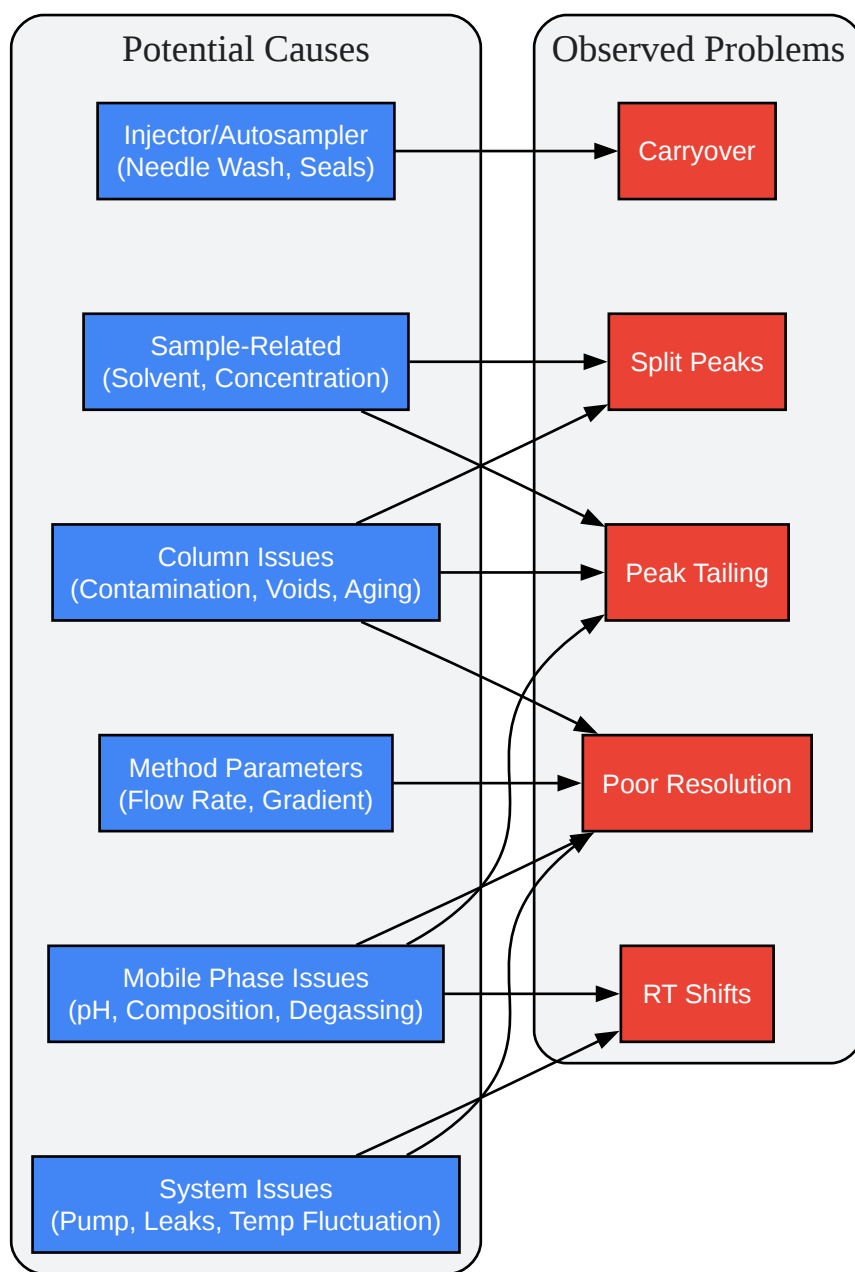 Potential Causes
Observed Problems
Injector/Autosampler
(Needle Wash, Seals)
Carryover
Sample-Related
(Solvent, Concentration)
Split Peaks
Column Issues
(Contamination, Voids, Aging)
Peak Tailing
Method Parameters
(Flow Rate, Gradient)
Poor Resolution
Mobile Phase Issues
(pH, Composition, Degassing)
RT Shifts
System Issues
(Pump, Leaks, Temp Fluctuation)